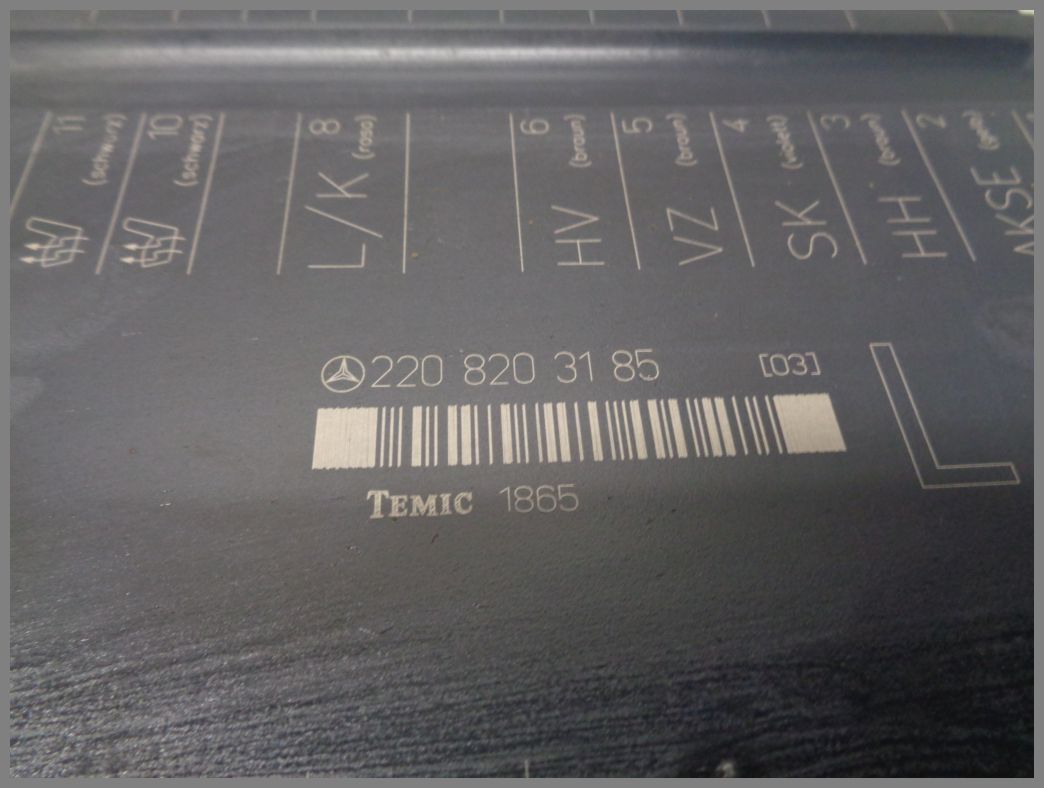 11 (schwarz)
10 (schwarz)
L/K 8 (rosa)
HV 6 (braun)
VZ 5 (braun)
SK 4 (violett)
HH 3 (braun)
AKSE 2 (gelb)
220 820 31 85 [03]
L
TEMIC 1865